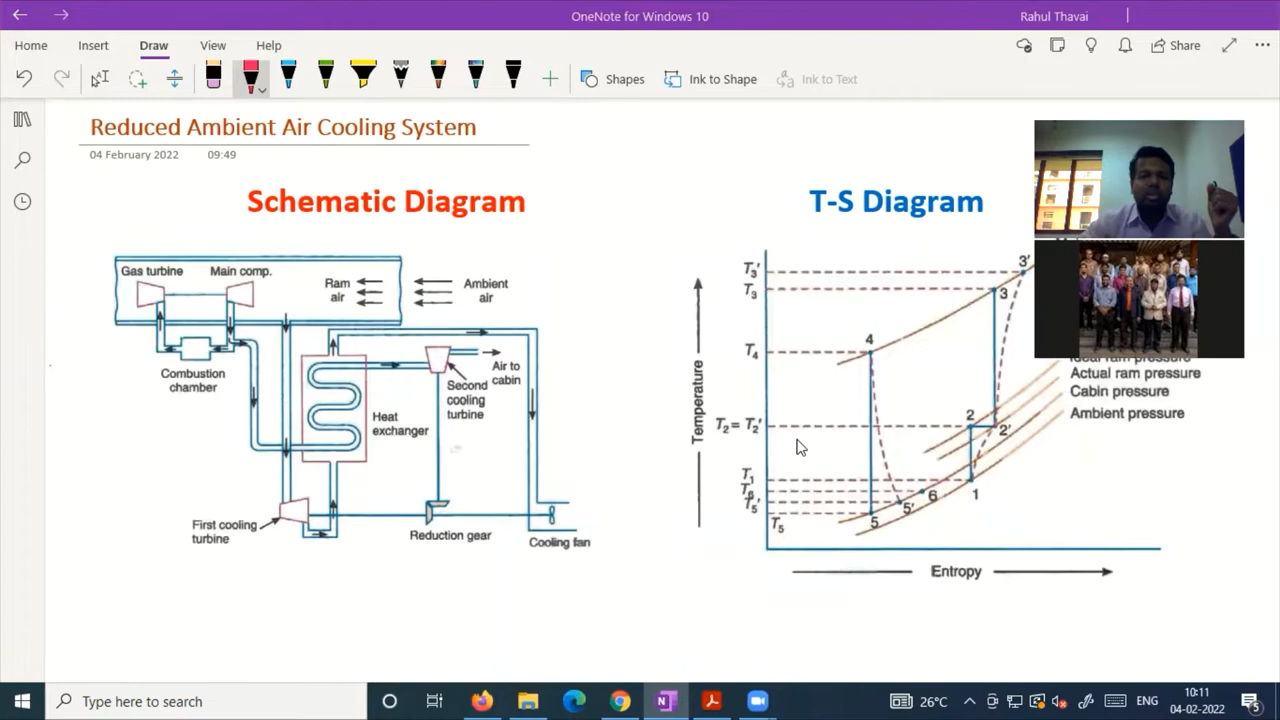 OneNote for Windows 10
Rahul Thavai
Home
Insert
Draw
View
Help
Share
Shapes
Ink to Shape
Ink to Text
Reduced Ambient Air Cooling System
04 February 2022
09:49
Schematic Diagram
T-S Diagram
Gas turbine
Main comp.
Ram
air
Ambient
air
Combustion
chamber
Air to
cabin
Second
cooling
turbine
Heat
exchanger
First cooling
turbine
Reduction gear
Cooling fan
T3'
T3
T4
T2 = T2'
T1
T6
T5'
T5
Temperature
3'
3
4
2
2'
1
6
5'
5
Actual ram pressure
Cabin pressure
Ambient pressure
Entropy
Type here to search
26°C
ENG
10:11
04-02-2022
5